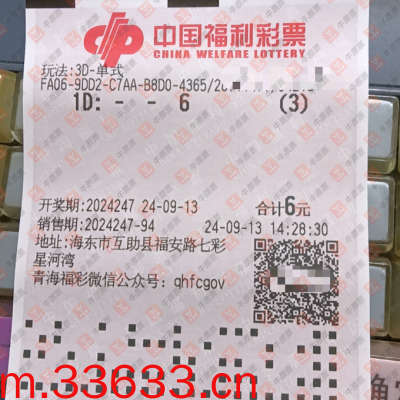 中国福利彩票
CHINA WELFARE LOTTERY
玩法:3D-单式
FA06-9DD2-C7AA-B8D0-4365/20
1D: - - 6 (3)
开奖期:2024247 24-09-13 合计6元
销售期:2024247-94 24-09-13 14:28:30
地址:海东市互助县福安路七彩
星河湾
青海福彩微信公众号: qhfcgov
m.33633.cn